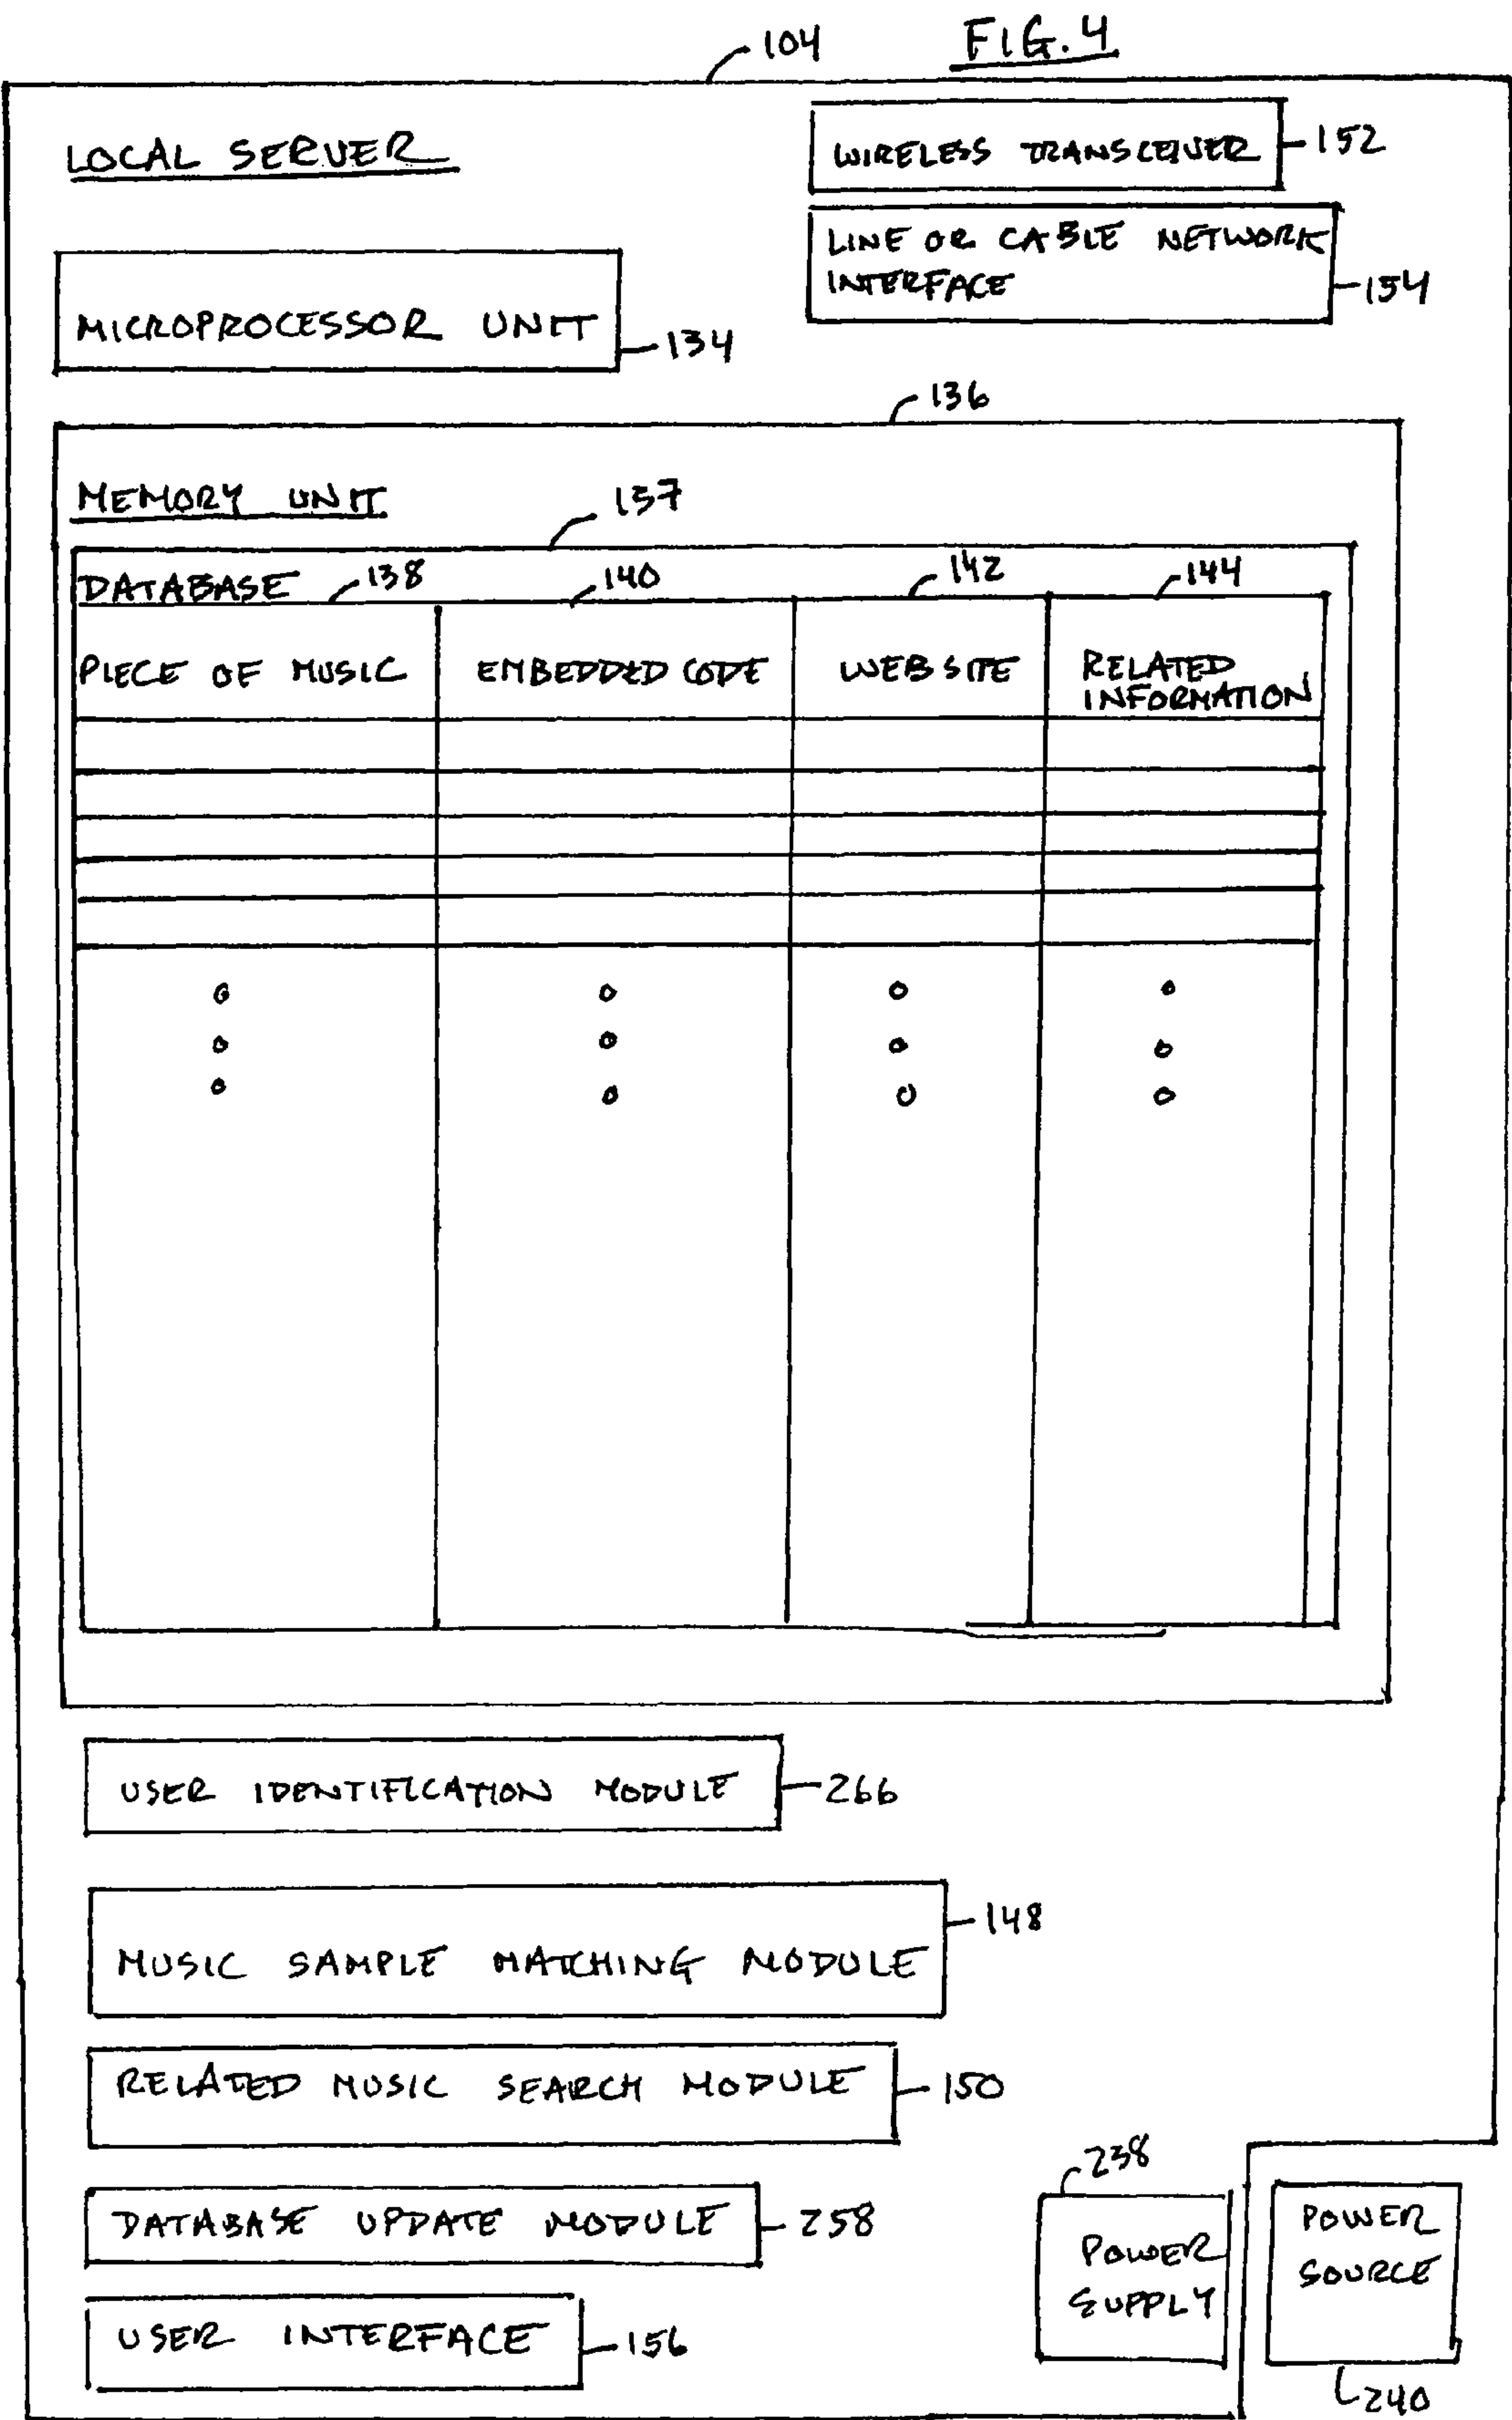 FIG. 4
104
LOCAL SERVER
WIRELESS TRANSCEIVER
152
LINE OR CABLE NETWORK
INTERFACE
154
MICROPROCESSOR UNIT
134
136
MEMORY UNIT
137
DATABASE
138
140
142
144
PIECE OF MUSIC
EMBEDDED CODE
WEB SITE
RELATED
INFORMATION
USER IDENTIFICATION MODULE
266
MUSIC SAMPLE MATCHING MODULE
148
RELATED MUSIC SEARCH MODULE
150
DATABASE UPDATE MODULE
258
USER INTERFACE
156
238
POWER
SUPPLY
POWER
SOURCE
240